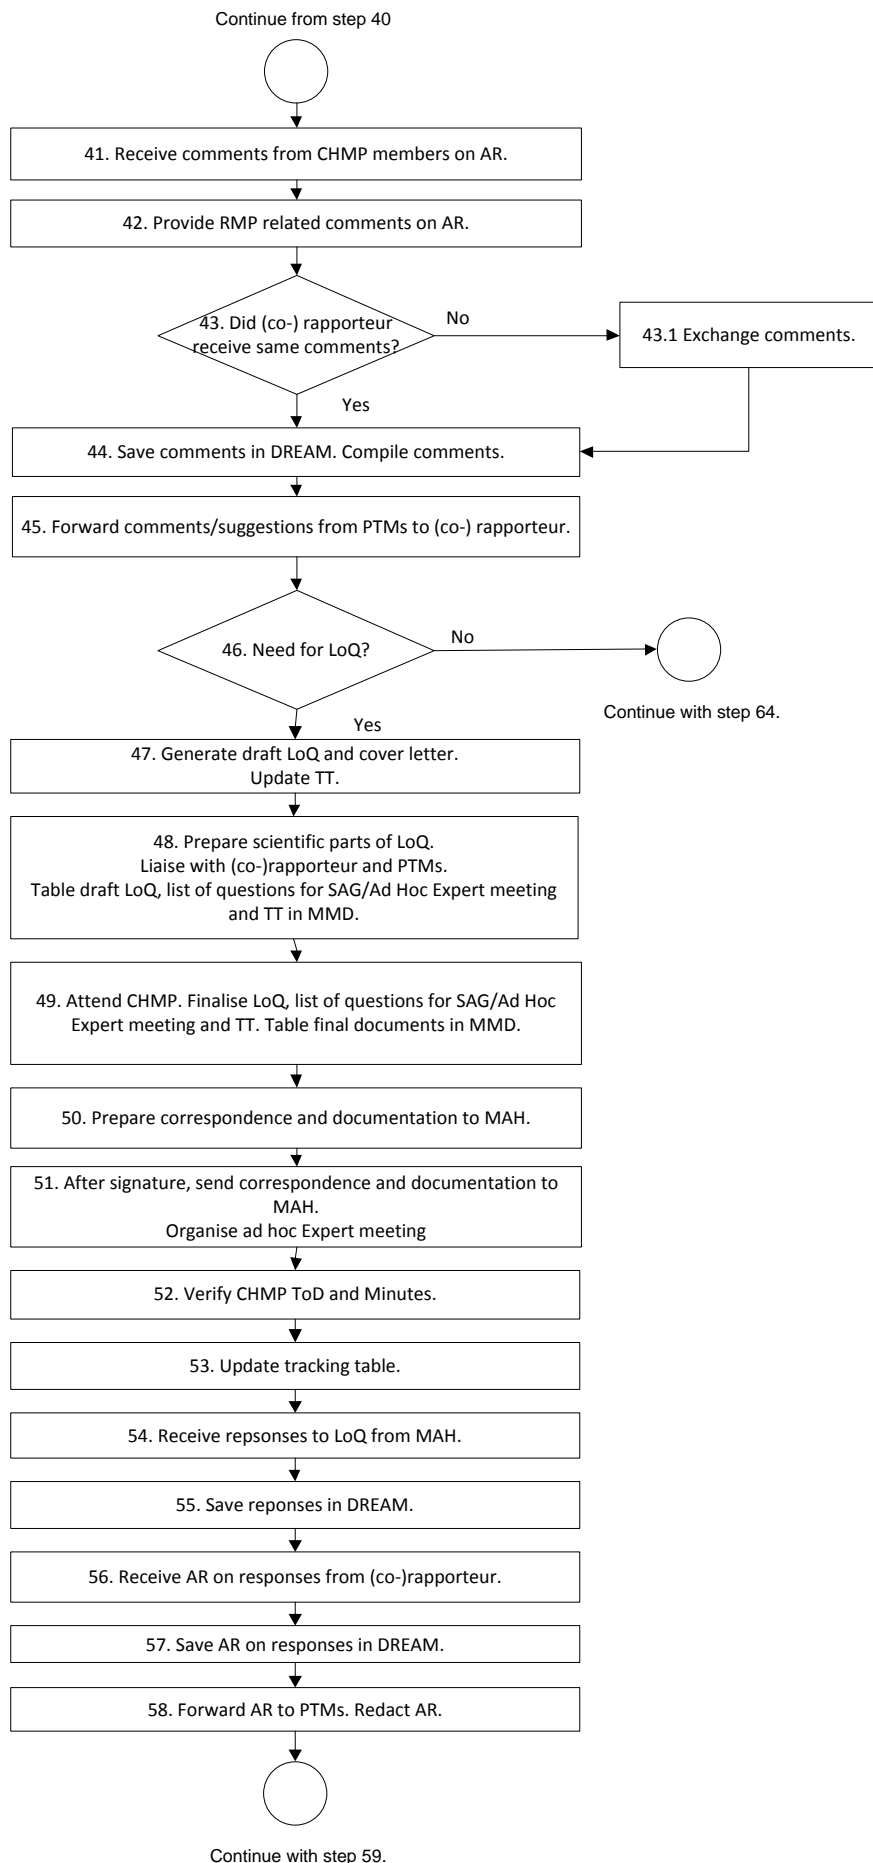 Continue from step 40
41. Receive comments from CHMP members on AR.
42. Provide RMP related comments on AR.
43. Did (co-) rapporteur
receive same comments?
No
43.1 Exchange comments.
Yes
44. Save comments in DREAM. Compile comments.
45. Forward comments/suggestions from PTMs to (co-) rapporteur.
46. Need for LoQ?
No
Continue with step 64.
Yes
47. Generate draft LoQ and cover letter.
Update TT.
48. Prepare scientific parts of LoQ.
Liaise with (co-)rapporteur and PTMs.
Table draft LoQ, list of questions for SAG/Ad Hoc Expert meeting
and TT in MMD.
49. Attend CHMP. Finalise LoQ, list of questions for SAG/Ad Hoc
Expert meeting and TT. Table final documents in MMD.
50. Prepare correspondence and documentation to MAH.
51. After signature, send correspondence and documentation to
MAH.
Organise ad hoc Expert meeting
52. Verify CHMP ToD and Minutes.
53. Update tracking table.
54. Receive repsonses to LoQ from MAH.
55. Save reponses in DREAM.
56. Receive AR on responses from (co-)rapporteur.
57. Save AR on responses in DREAM.
58. Forward AR to PTMs. Redact AR.
Continue with step 59.